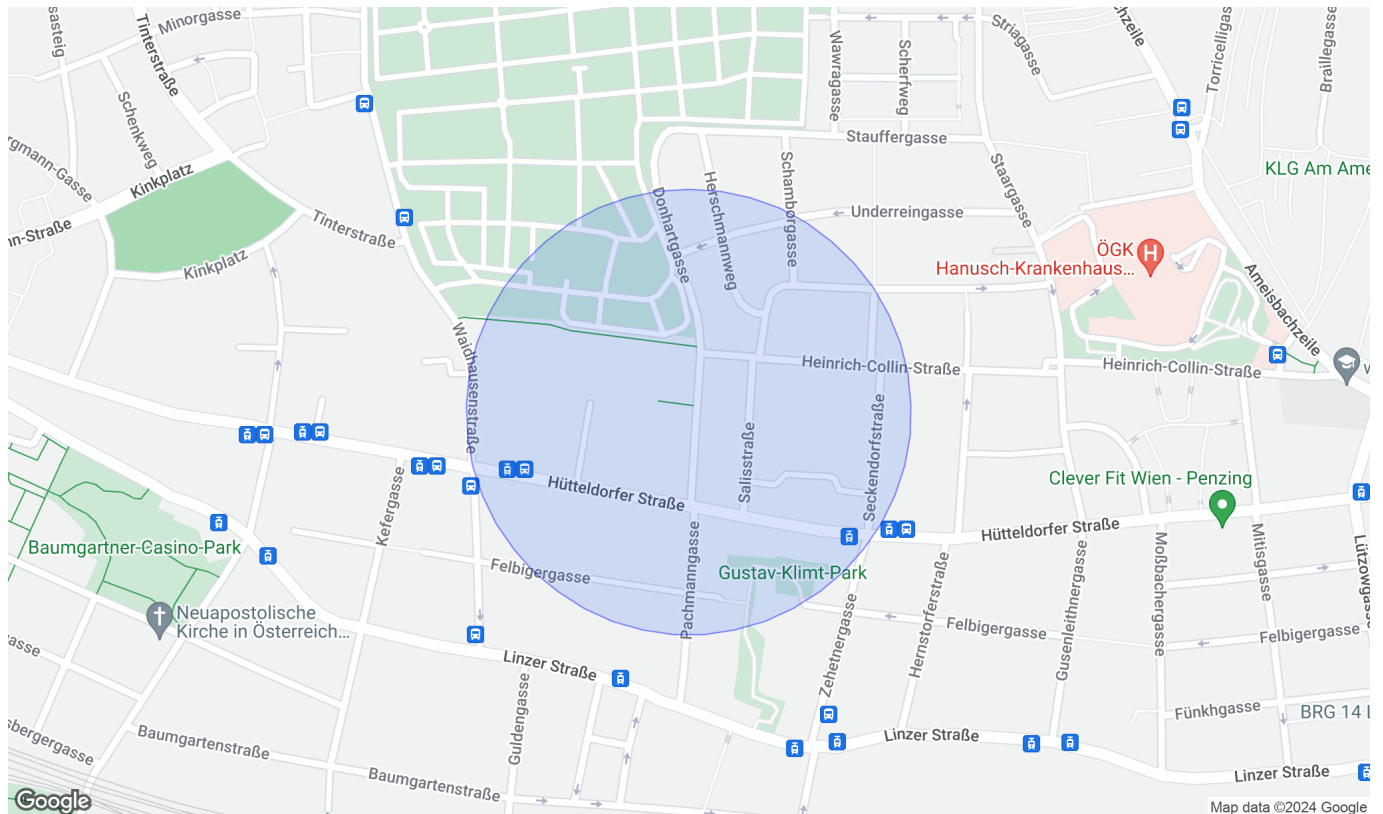 Minorgasse
Tinterstraße
Schenkweg
Kinkplatz
Tinterstraße
Kinkplatz
Wawragasse
Scherfweg
Striagasse
Braillegasse
Stauffergasse
Staargasse
KLG Am Ame
Donhartgasse
Herschmannweg
Schamborgasse
Underreingasse
ÖGK
Hanusch-Krankenhaus...
Ameisbachzeile
Waidhausenstraße
Heinrich-Collin-Straße
Heinrich-Collin-Straße
Kefergasse
Hütteldorfer Straße
Salisstraße
Seckendorfstraße
Clever Fit Wien - Penzing
Hütteldorfer Straße
Baumgartner-Casino-Park
Felbigergasse
Pachmanngasse
Gustav-Klimt-Park
Gusenleithnergasse
Moßbachergasse
Mitisgasse
Lützowgasse
Neuapostolische
Kirche in Österreich...
Zehetnergasse
Hernstorferstraße
Felbigergasse
Felbigergasse
Linzer Straße
Guldengasse
Fünkhgasse
BRG 14 L
Baumgartenstraße
Linzer Straße
Baumgartenstraße
Linzer Straße
Google
Map data ©2024 Google